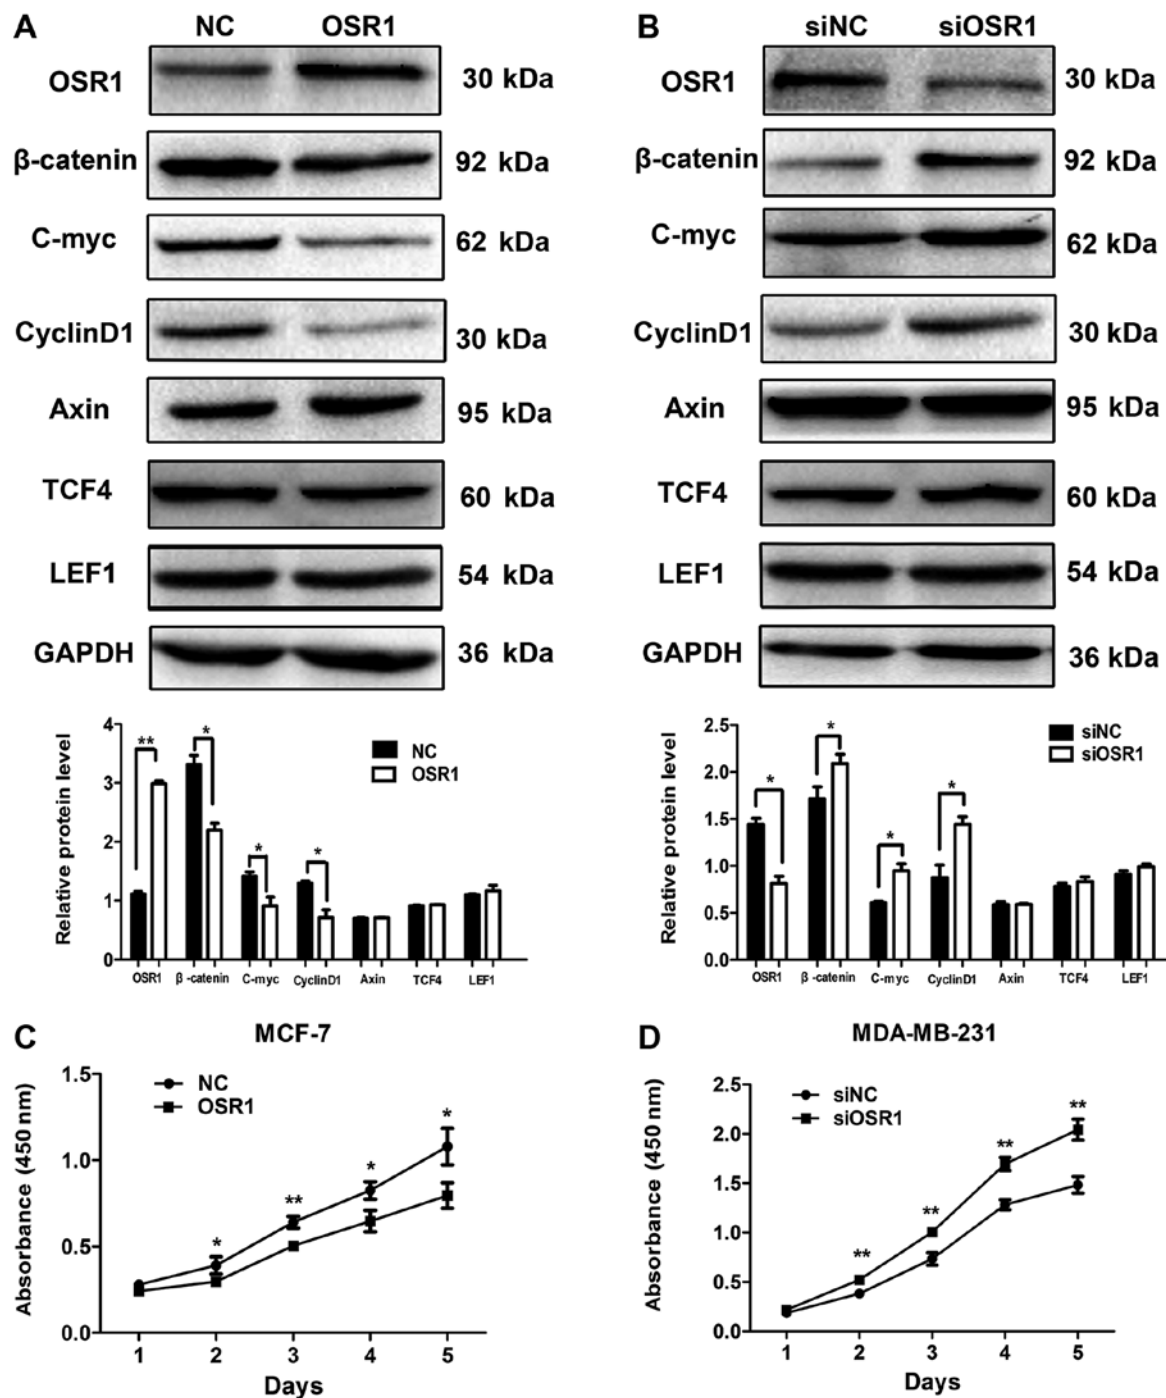 A
NC OSR1
OSR1 30 kDa
β-catenin 92 kDa
C-myc 62 kDa
CyclinD1 30 kDa
Axin 95 kDa
TCF4 60 kDa
LEF1 54 kDa
GAPDH 36 kDa
Relative protein level
4
3
2
1
0
** * * *
NC
OSR1
OSR1 β -catenin C-myc CyclinD1 Axin TCF4 LEF1
B
siNC siOSR1
OSR1 30 kDa
β-catenin 92 kDa
C-myc 62 kDa
CyclinD1 30 kDa
Axin 95 kDa
TCF4 60 kDa
LEF1 54 kDa
GAPDH 36 kDa
Relative protein level
2.5
2.0
1.5
1.0
0.5
0.0
* * * *
siNC
siOSR1
OSR1 β -catenin C-myc CyclinD1 Axin TCF4 LEF1
C
MCF-7
Absorbance (450 nm)
1.5
1.0
0.5
0.0
NC
OSR1
* ** * *
1 2 3 4 5
Days
D
MDA-MB-231
Absorbance (450 nm)
2.5
2.0
1.5
1.0
0.5
0.0
siNC
siOSR1
** ** ** **
1 2 3 4 5
Days